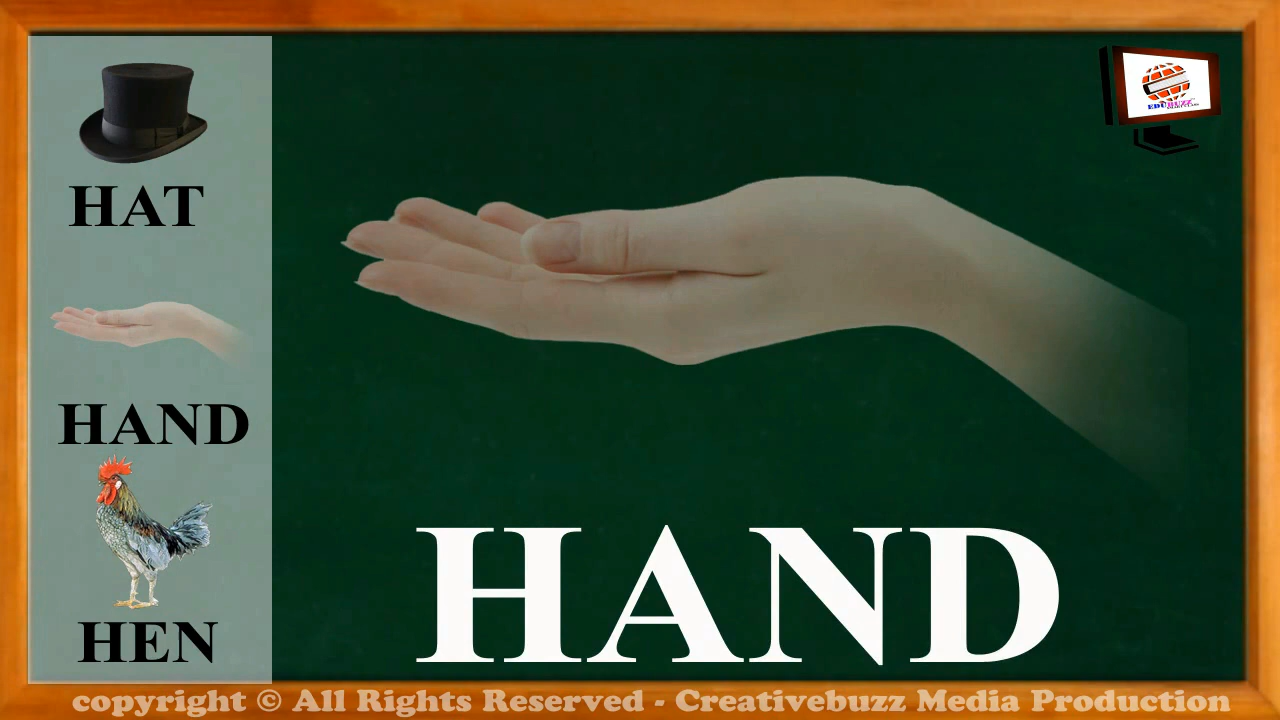 HAT
HAND
HEN
HAND
copyright © All Rights Reserved - Creativebuzz Media Production